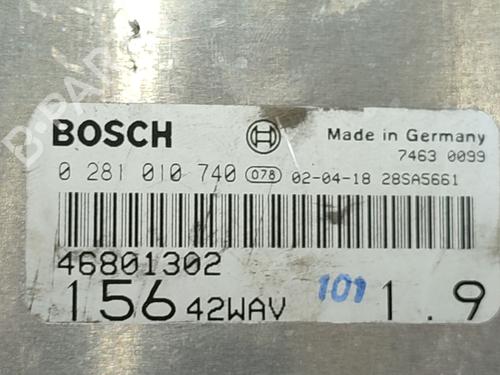 BOSCH
Made in Germany
7463 0099
0 281 010 740 078 02-04-18 28SA5661
46801302
156 42WAV 101 1.9
B-PARTS